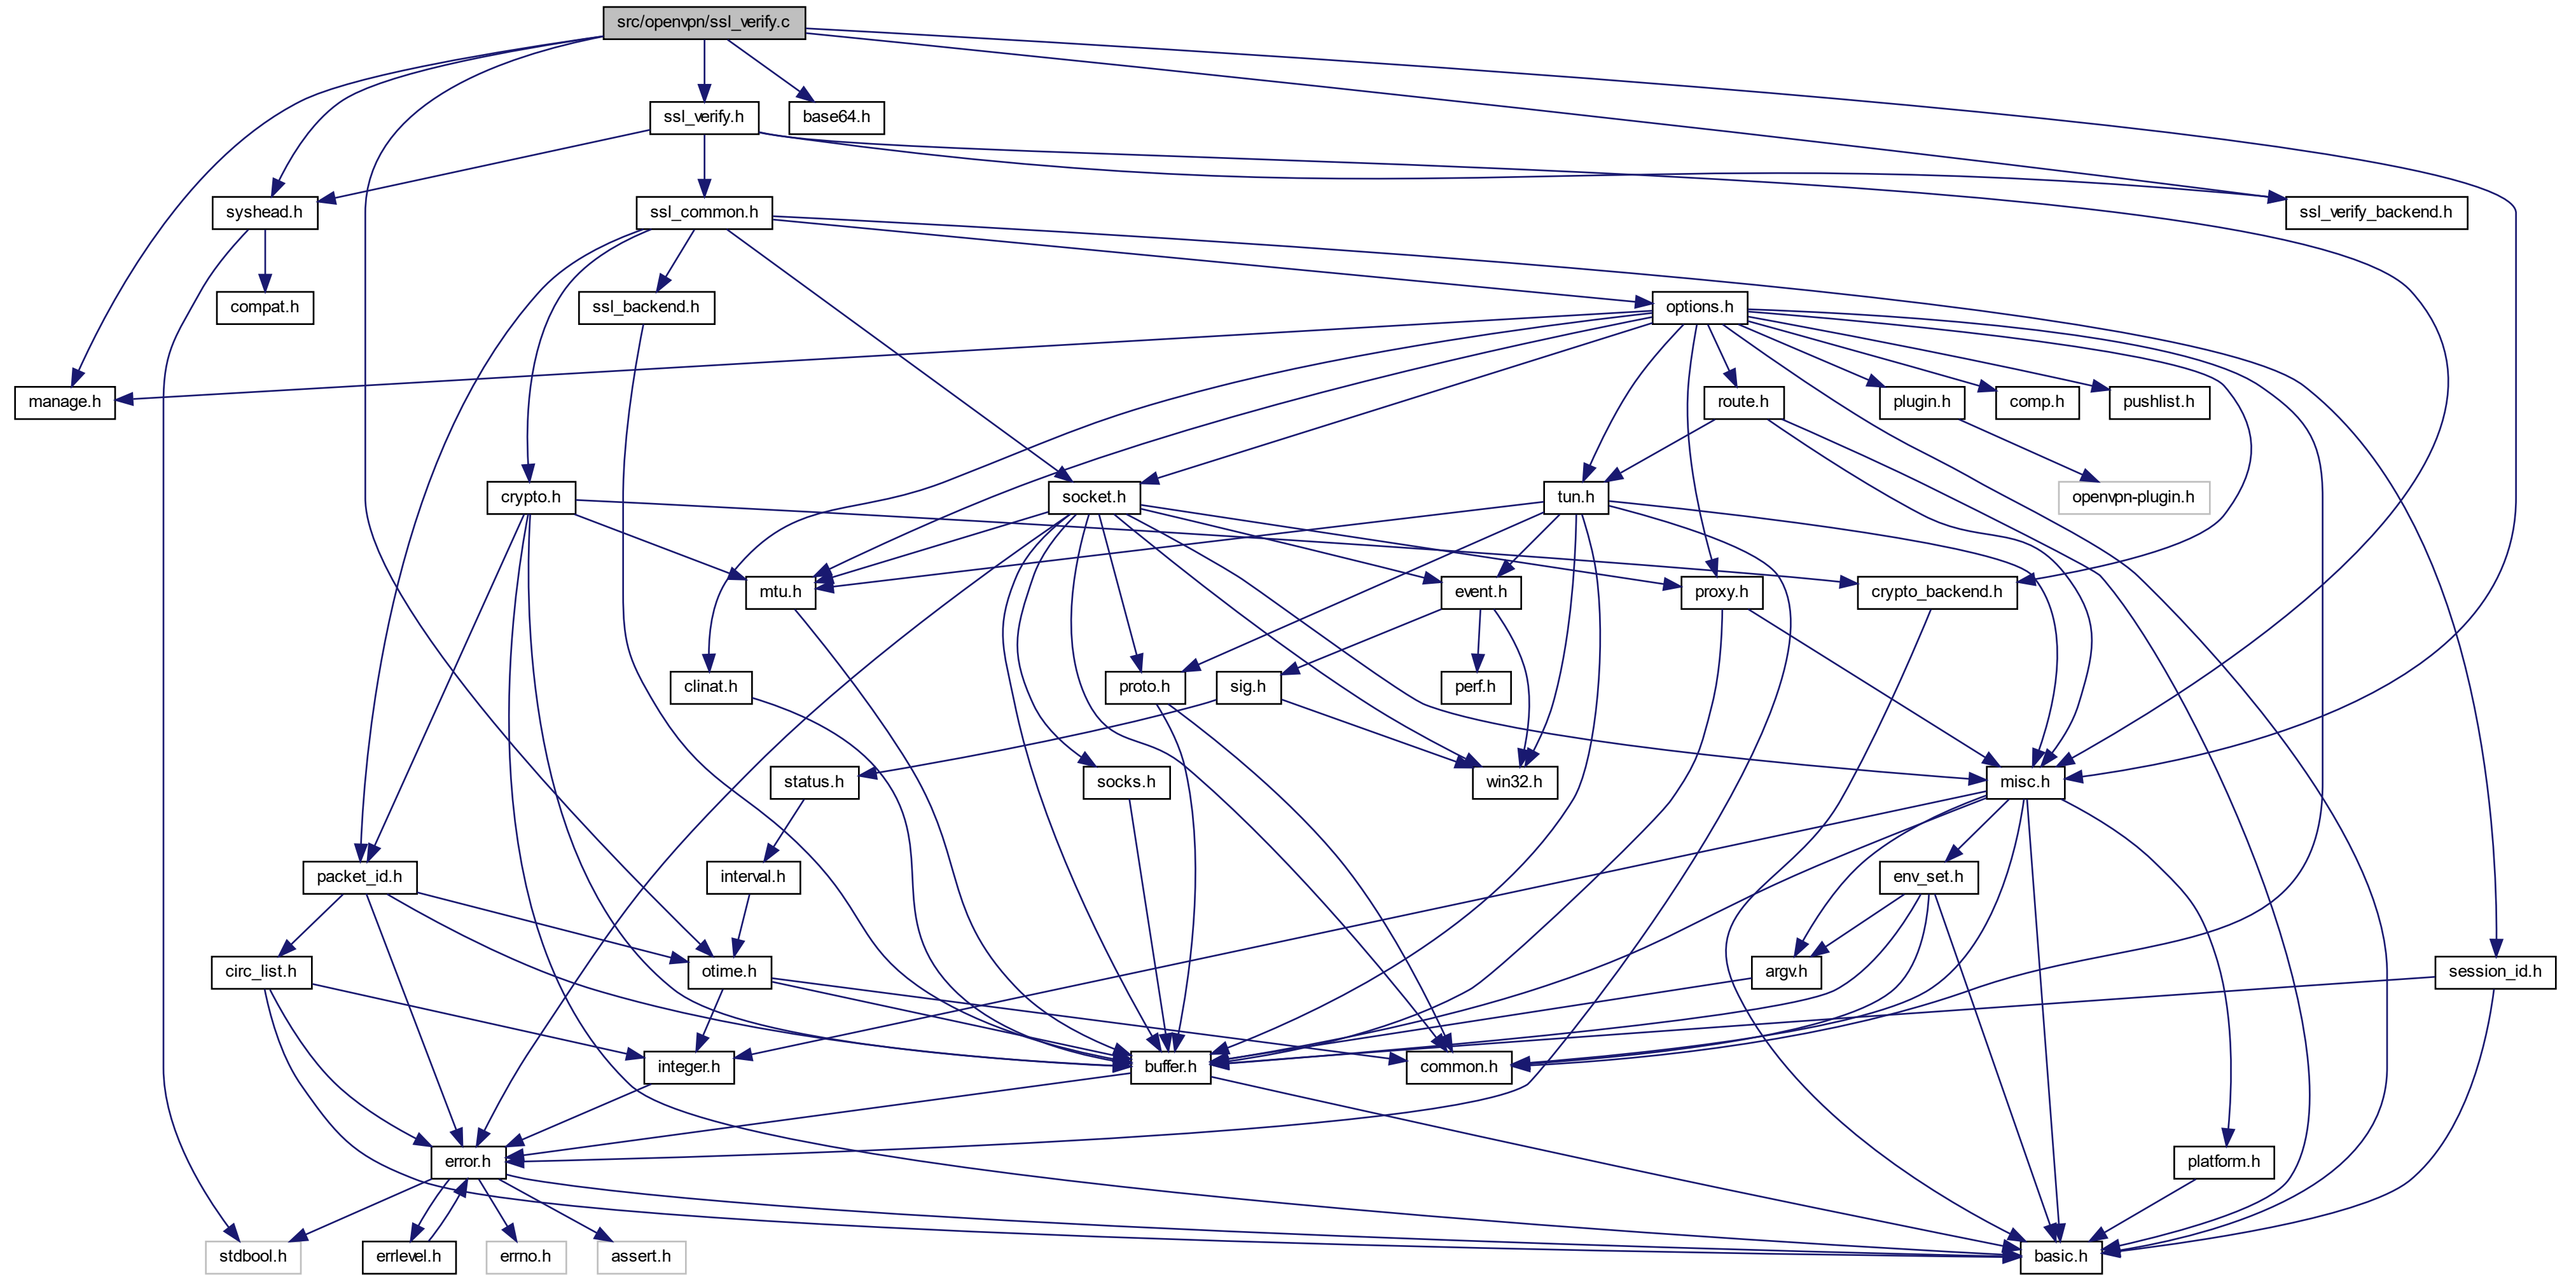 src/openvpn/ssl_verify.c
ssl_verify.h
base64.h
syshead.h
ssl_common.h
ssl_verify_backend.h
compat.h
ssl_backend.h
options.h
manage.h
route.h
plugin.h
comp.h
pushlist.h
crypto.h
socket.h
tun.h
openvpn-plugin.h
mtu.h
event.h
proxy.h
crypto_backend.h
clinat.h
proto.h
sig.h
perf.h
status.h
socks.h
win32.h
misc.h
packet_id.h
interval.h
env_set.h
circ_list.h
otime.h
argv.h
session_id.h
integer.h
buffer.h
common.h
error.h
platform.h
stdbool.h
errlevel.h
errno.h
assert.h
basic.h